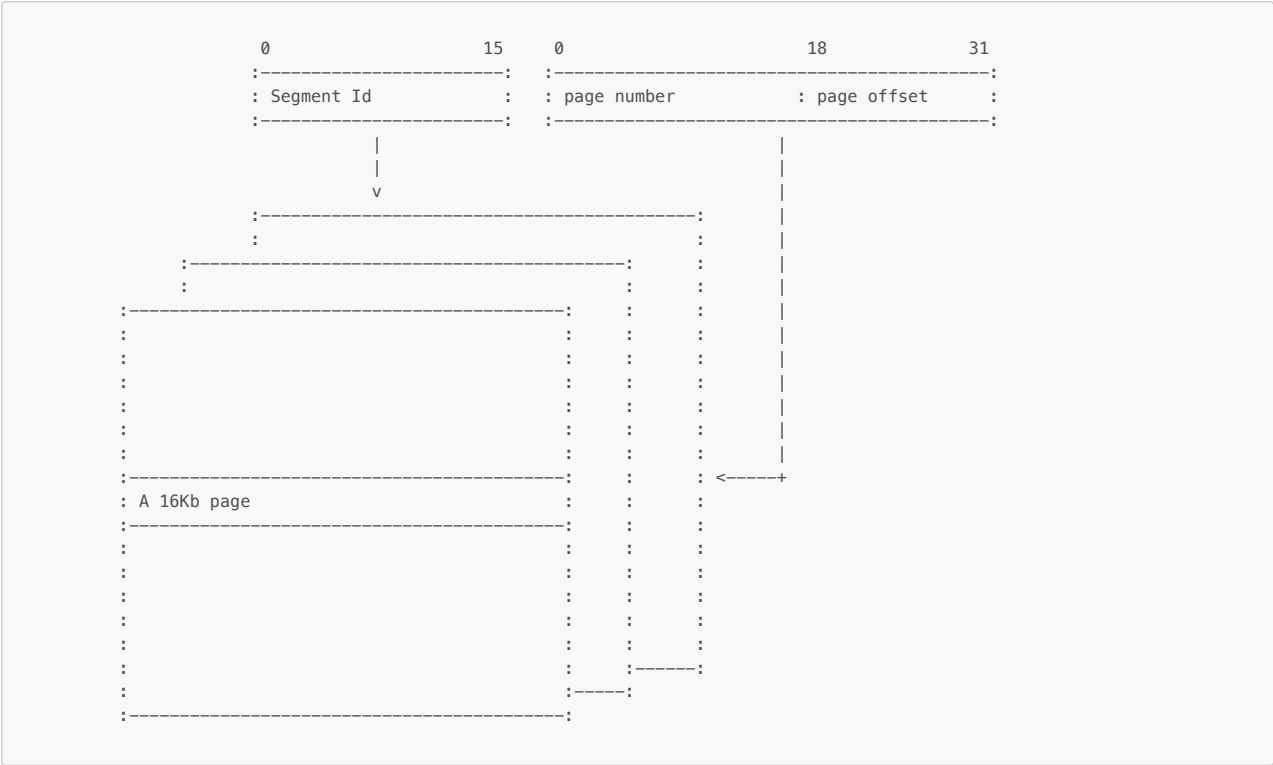 0 15 0 18 31
: Segment Id : : page number : page offset :
A 16Kb page